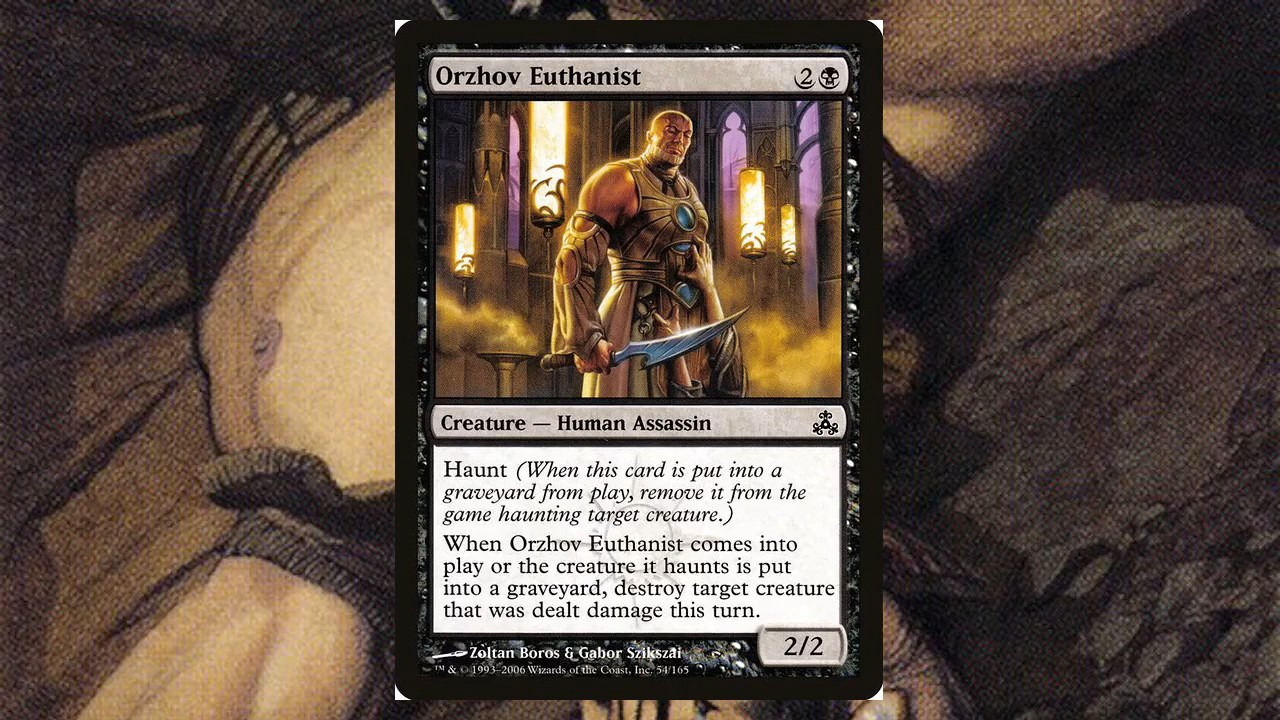 Orzhov Euthanist
2
Creature — Human Assassin
Haunt (When this card is put into a
graveyard from play, remove it from the
game haunting target creature.)
When Orzhov Euthanist comes into
play or the creature it haunts is put
into a graveyard, destroy target creature
that was dealt damage this turn.
2/2
Zoltan Boros & Gabor Szikszai
™ & © 1993–2006 Wizards of the Coast, Inc. 54/165